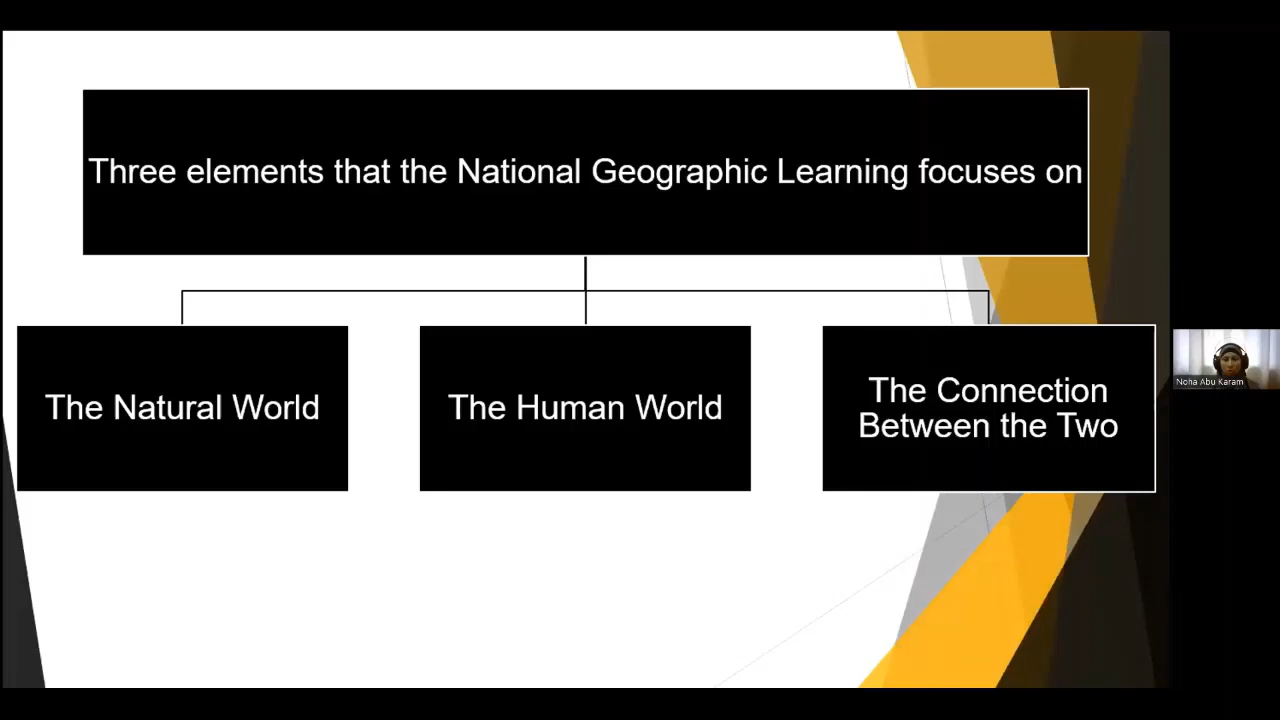 Three elements that the National Geographic Learning focuses on
The Natural World
The Human World
The Connection
Between the Two
Noha Abu Karam